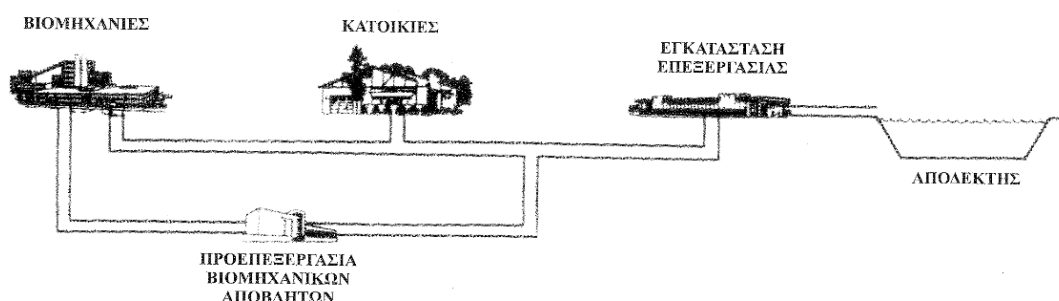 ΒΙΟΜΗΧΑΝΙΕΣ
ΚΑΤΟΙΚΙΕΣ
ΕΓΚΑΤΑΣΤΑΣΗ
ΕΠΕΞΕΡΓΑΣΙΑΣ
ΑΠΟΔΕΚΤΗΣ
ΠΡΟΕΠΕΞΕΡΓΑΣΙΑ
ΒΙΟΜΗΧΑΝΙΚΩΝ
ΑΠΟΒΛΗΤΩΝ